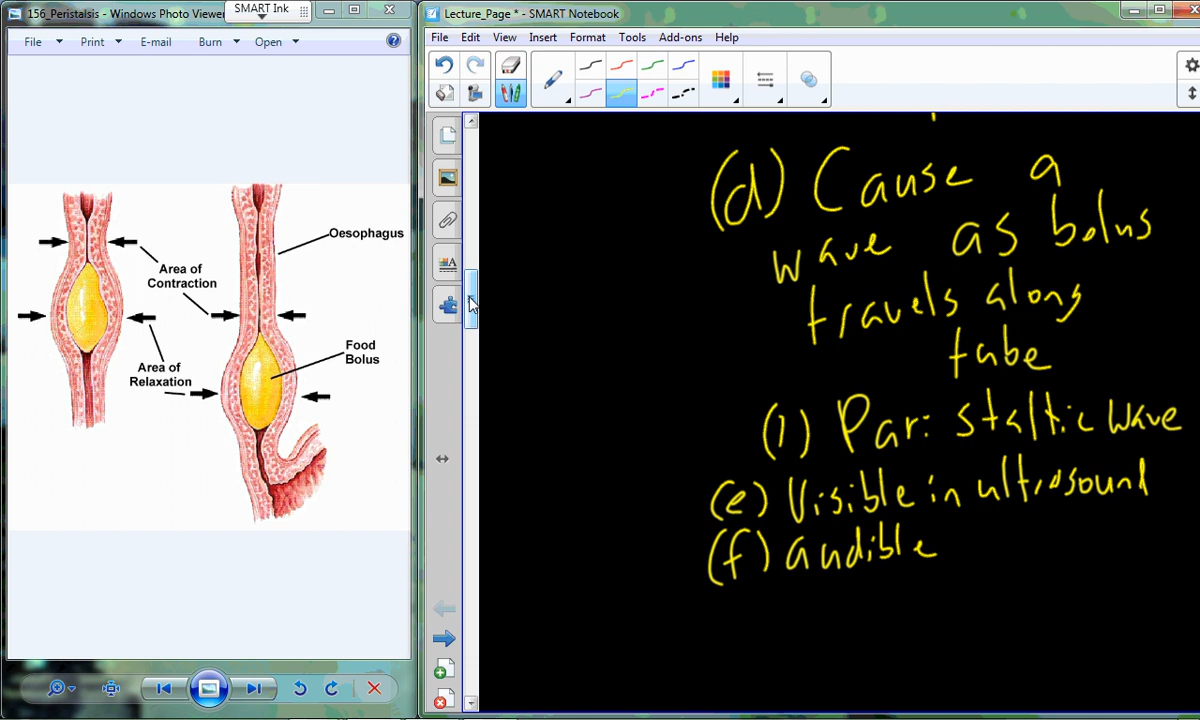 156_Peristalsis - Windows Photo Viewer
SMART Ink
File Print E-mail Burn Open
Oesophagus
Area of
Contraction
Food
Bolus
Area of
Relaxation
Lecture_Page * - SMART Notebook
File Edit View Insert Format Tools Add-ons Help
(d) Cause a
wave as bolus
travels along
tube
(1) Peristaltic wave
(e) Visible in ultrasound
(f) audible